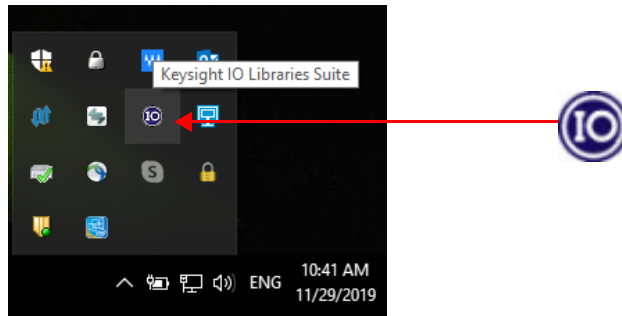 Keysight IO Libraries Suite
IO
IO
S
ENG
10:41 AM
11/29/2019